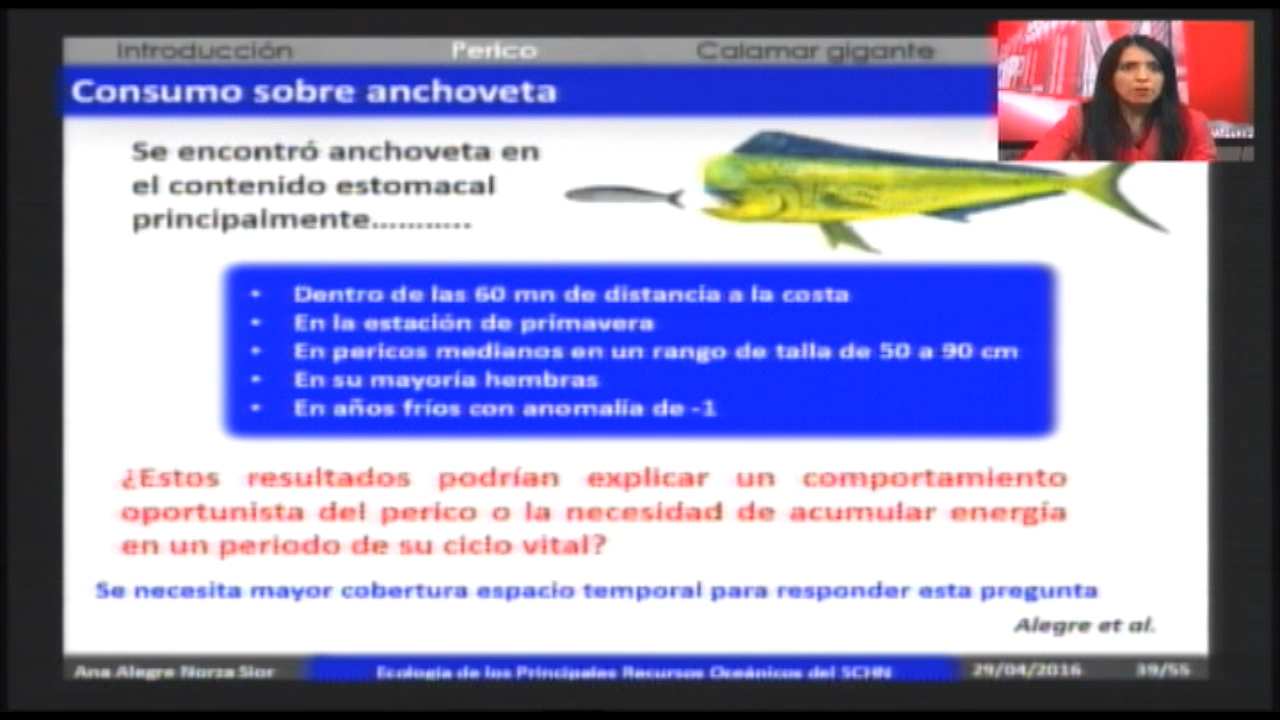 Introducción
Perico
Calamar gigante
Consumo sobre anchoveta
Se encontró anchoveta en
el contenido estomacal
principalmente...........
• Dentro de las 60 mn de distancia a la costa
• En la estación de primavera
• En pericos medianos en un rango de talla de 50 a 90 cm
• En su mayoría hembras
• En años fríos con anomalía de -1
¿Estos resultados podrían explicar un comportamiento
oportunista del perico o la necesidad de acumular energía
en un periodo de su ciclo vital?
Se necesita mayor cobertura espacio temporal para responder esta pregunta
Alegre et al.
Ana Alegre Norza Sior
Ecología de los Principales Recursos Oceánicos del SCHN
29/04/2016
39/55